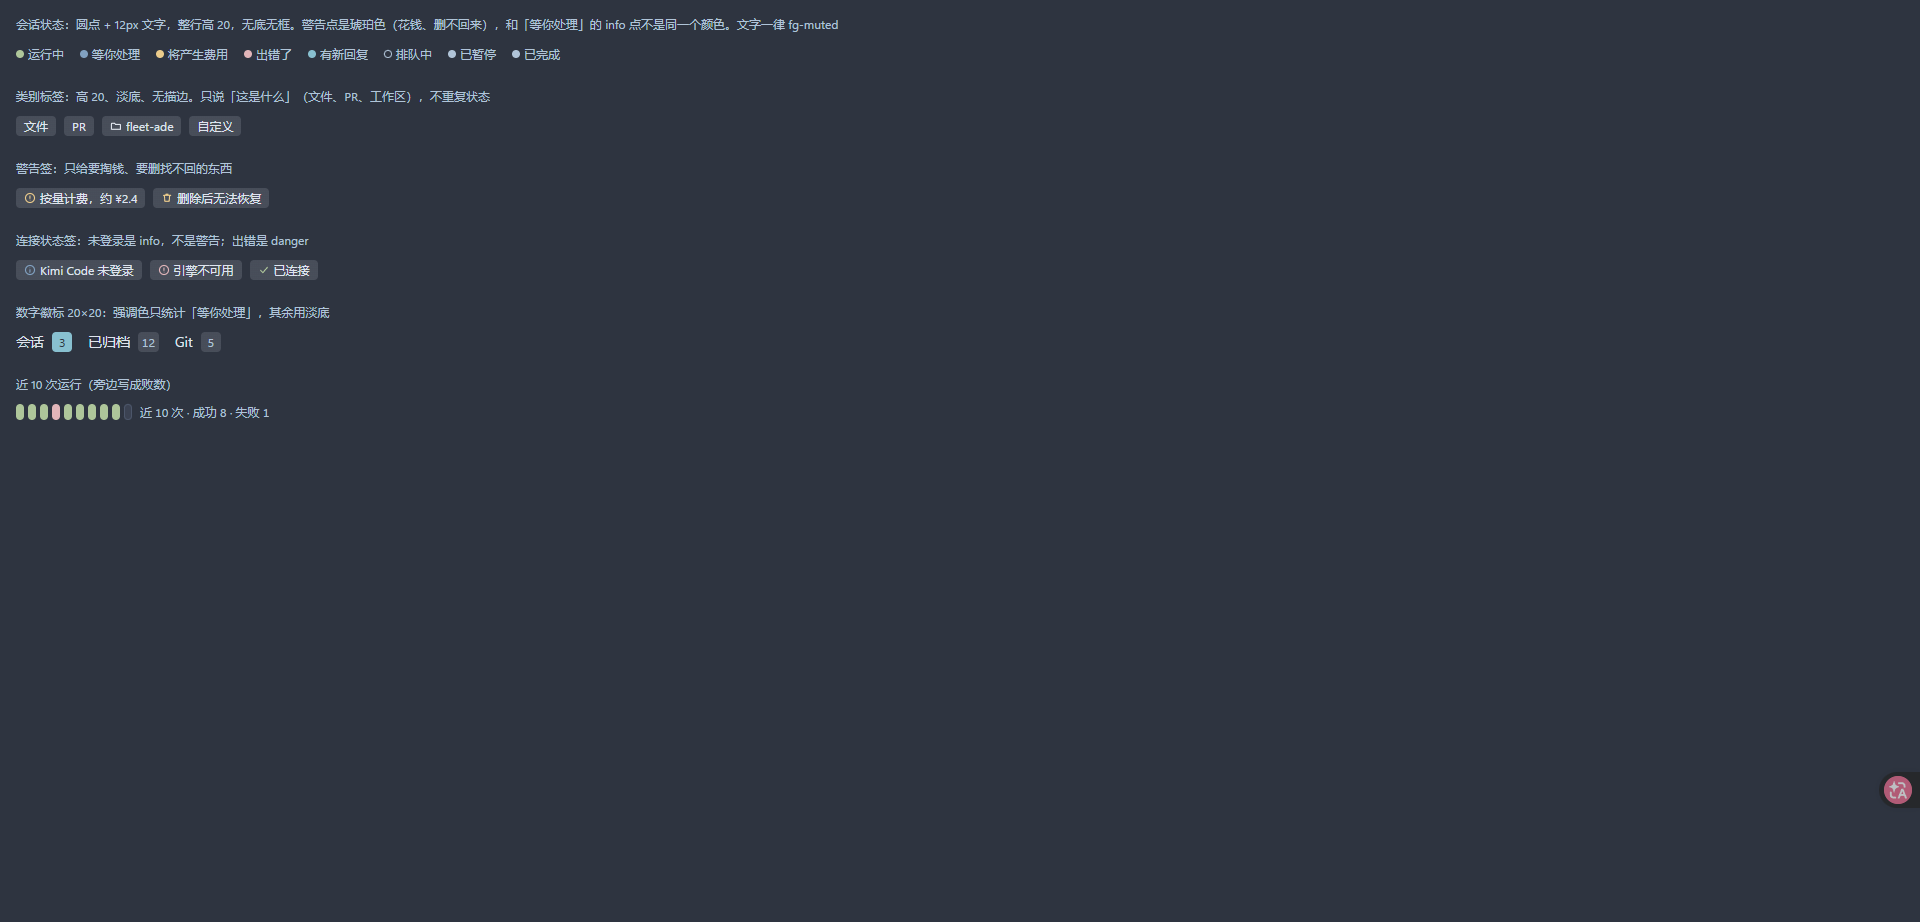 会话状态：圆点 + 12px 文字，整行高 20，无底无框。警告点是琥珀色（花钱、删不回来），和「等你处理」的 info 点不是同一个颜色。文字一律 fg-muted
运行中 等你处理 将产生费用 出错了 有新回复 排队中 已暂停 已完成
类别标签：高 20、淡底、无描边。只说「这是什么」（文件、PR、工作区），不重复状态
文件 PR fleet-ade 自定义
警告签：只给要掏钱、要删找不回的东西
按量计费，约 ¥2.4 删除后无法恢复
连接状态签：未登录是 info，不是警告；出错是 danger
Kimi Code 未登录 引擎不可用 已连接
数字徽标 20×20：强调色只统计「等你处理」，其余用淡底
会话 3 已归档 12 Git 5
近 10 次运行（旁边写成败数）
近 10 次 · 成功 8 · 失败 1